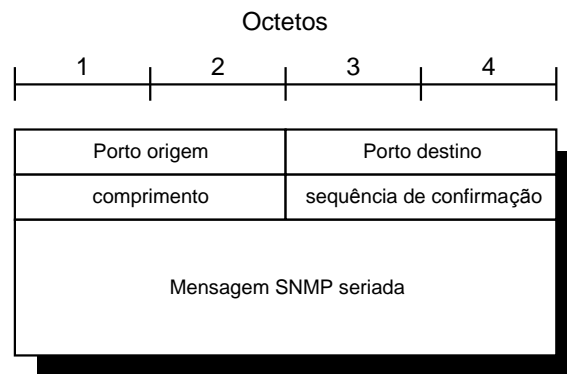 Octetos
1 2 3 4
Porto origem Porto destino
comprimento sequência de confirmação
Mensagem SNMP seriada